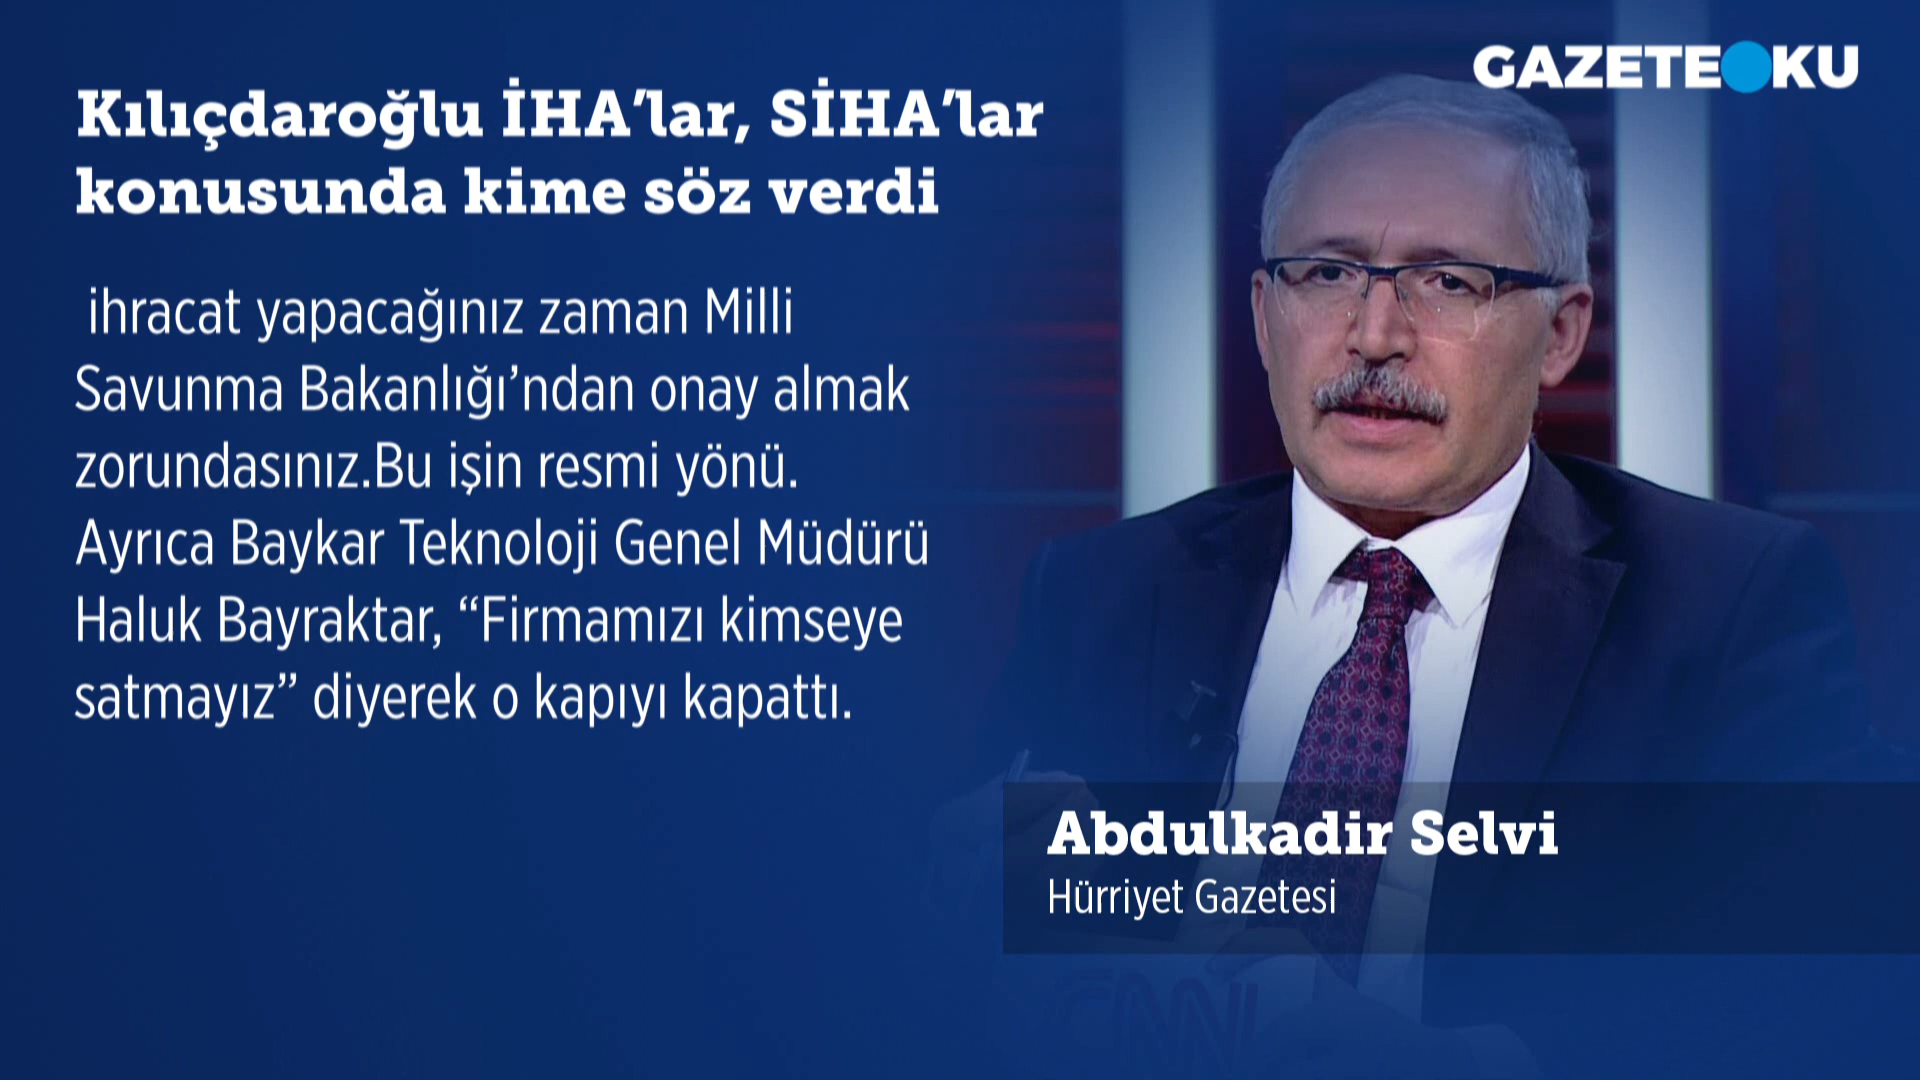 GAZETEOKU
Kılıçdaroğlu İHA’lar, SİHA’lar
konusunda kime söz verdi
ihracat yapacağınız zaman Milli
Savunma Bakanlığı’ndan onay almak
zorundasınız.Bu işin resmi yönü.
Ayrıca Baykar Teknoloji Genel Müdürü
Haluk Bayraktar, “Firmamızı kimseye
satmayız” diyerek o kapıyı kapattı.
Abdulkadir Selvi
Hürriyet Gazetesi
CNN